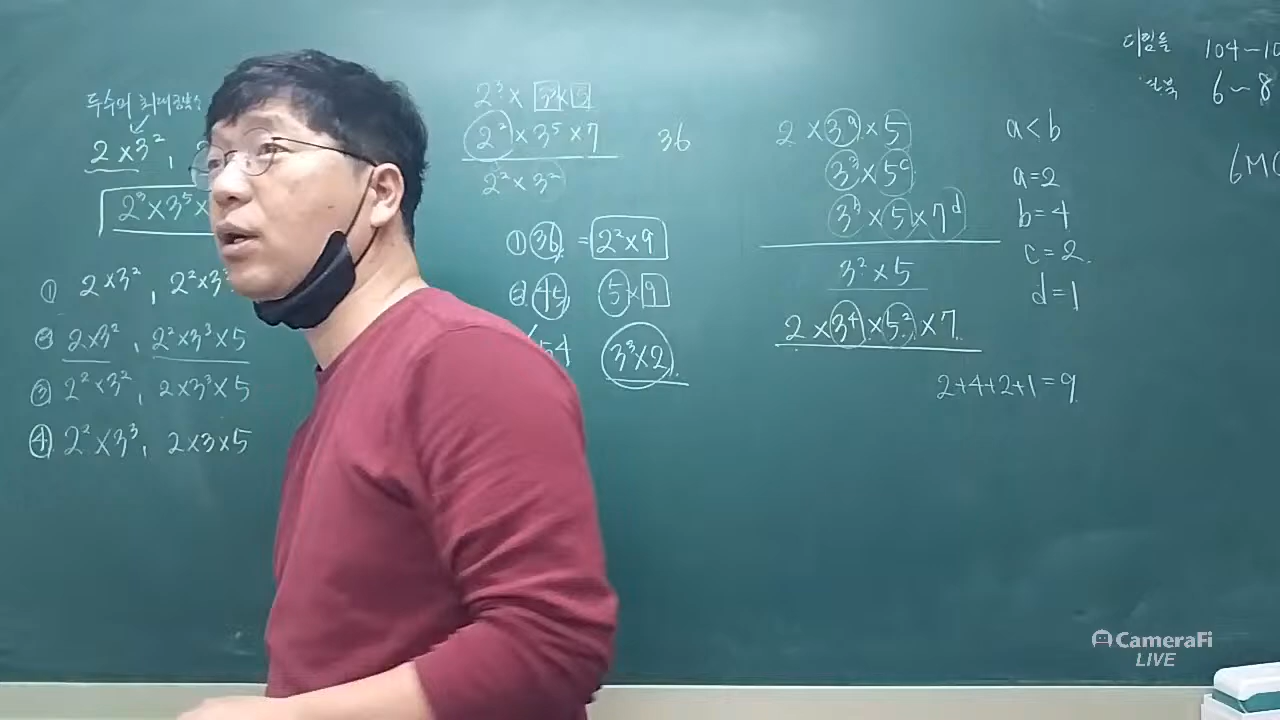 두수의 최대공약수
2×3²,
2³×3⁵×
① 2×3², 2²×3²
② 2×3², 2²×3³×5
③ 2²×3², 2×3³×5
④ 2²×3³, 2×3×5
2³×
2²×3⁵×7
2²×3²
36
① 36 = 2²×9
② 45, 5×9
54 3³×2
2×3ᵃ×5
3³×5ᶜ
3ᵇ×5×7ᵈ
3²×5
2×3⁴×5²×7
2+4+2+1=9
a<b
a=2
b=4
c=2
d=1
104~10
6~8
CameraFi
LIVE